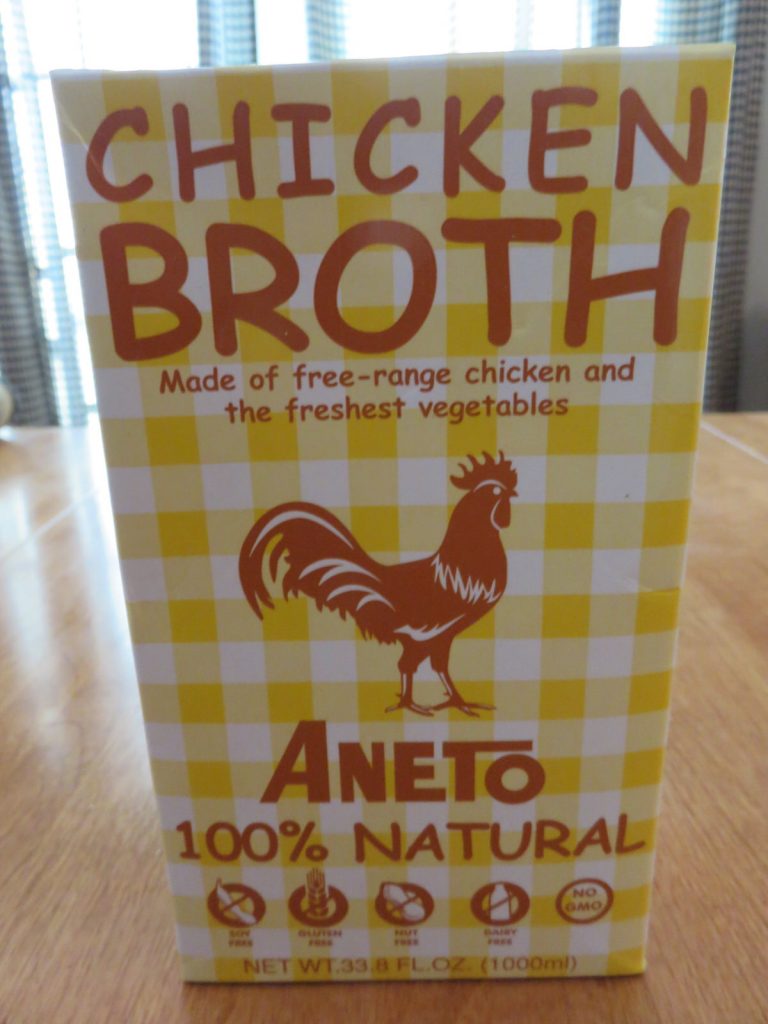 CHICKEN
BROTH
Made of free-range chicken and
the freshest vegetables
ANETO
100% NATURAL
SOY
FREE
GLUTEN
FREE
NUT
FREE
DAIRY
FREE
NO
GMO
NET WT.33.8 FL.OZ. (1000ml)